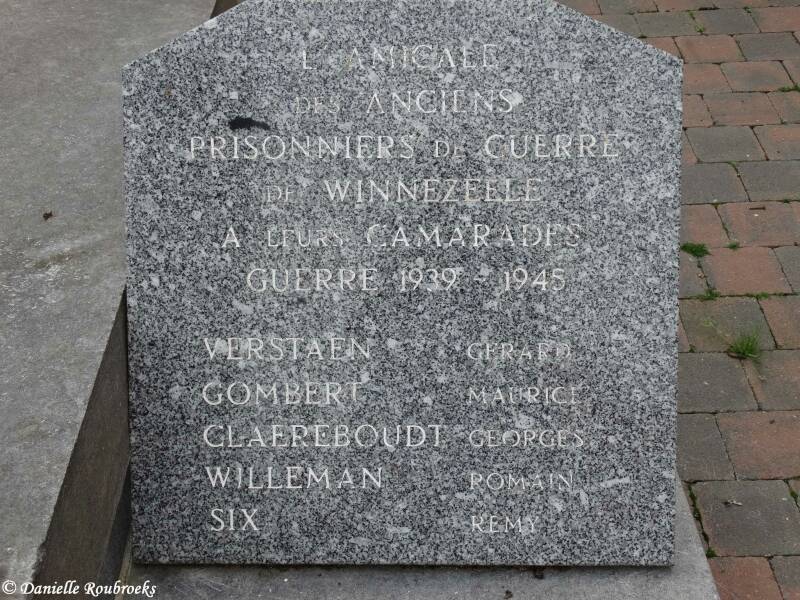 L'AMICALE
DES ANCIENS
PRISONNIERS DE GUERRE
DE WINNEZEELE
A LEURS CAMARADES
GUERRE 1939 - 1945
VERSTAEN GERARD
GOMBERT MAURICE
CLAEREBOUDT GEORGES
WILLEMAN ROMAIN
SIX REMY
© Danielle Roubroeks